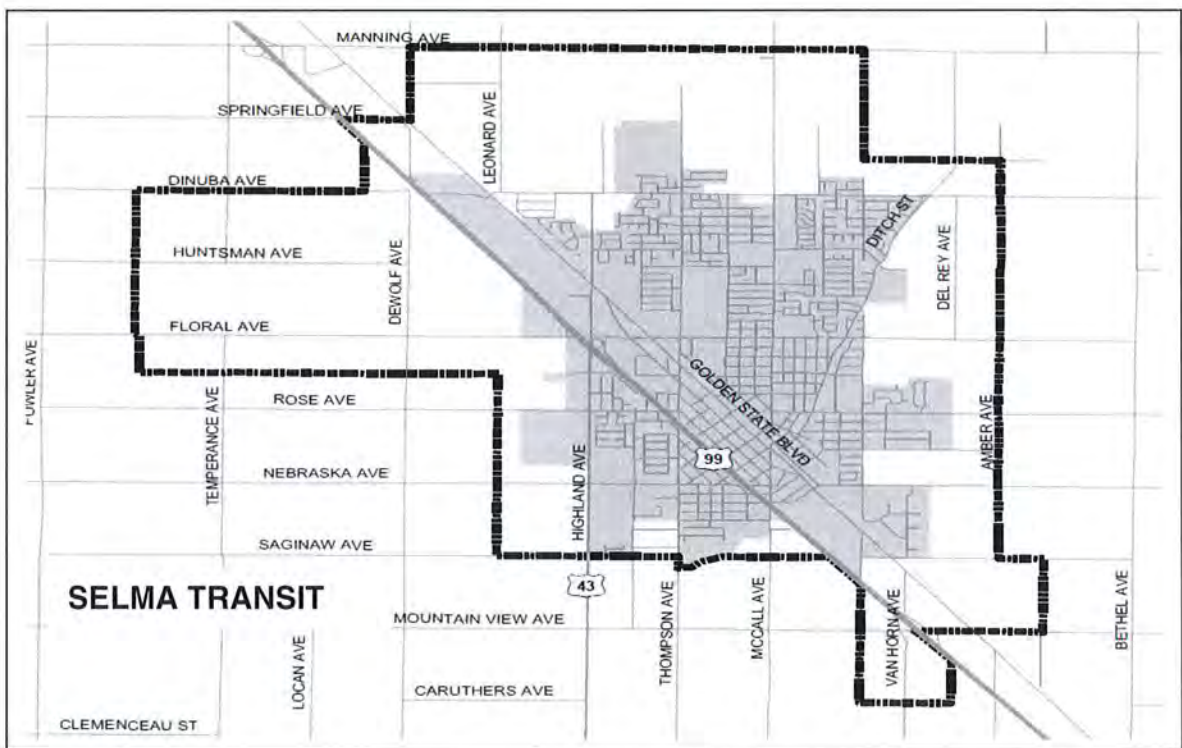 MANNING AVE
SPRINGFIELD AVE
LEONARD AVE
DINUBA AVE
DITCH ST
HUNTSMAN AVE
DEWOLF AVE
DEL REY AVE
FLORAL AVE
FOWLER AVE
GOLDEN STATE BLVD
ROSE AVE
TEMPERANCE AVE
AMBER AVE
99
NEBRASKA AVE
HIGHLAND AVE
SAGINAW AVE
43
SELMA TRANSIT
MOUNTAIN VIEW AVE
THOMPSON AVE
MCCALL AVE
VAN HORN AVE
BETHEL AVE
LOCAN AVE
CARUTHERS AVE
CLEMENCEAU ST